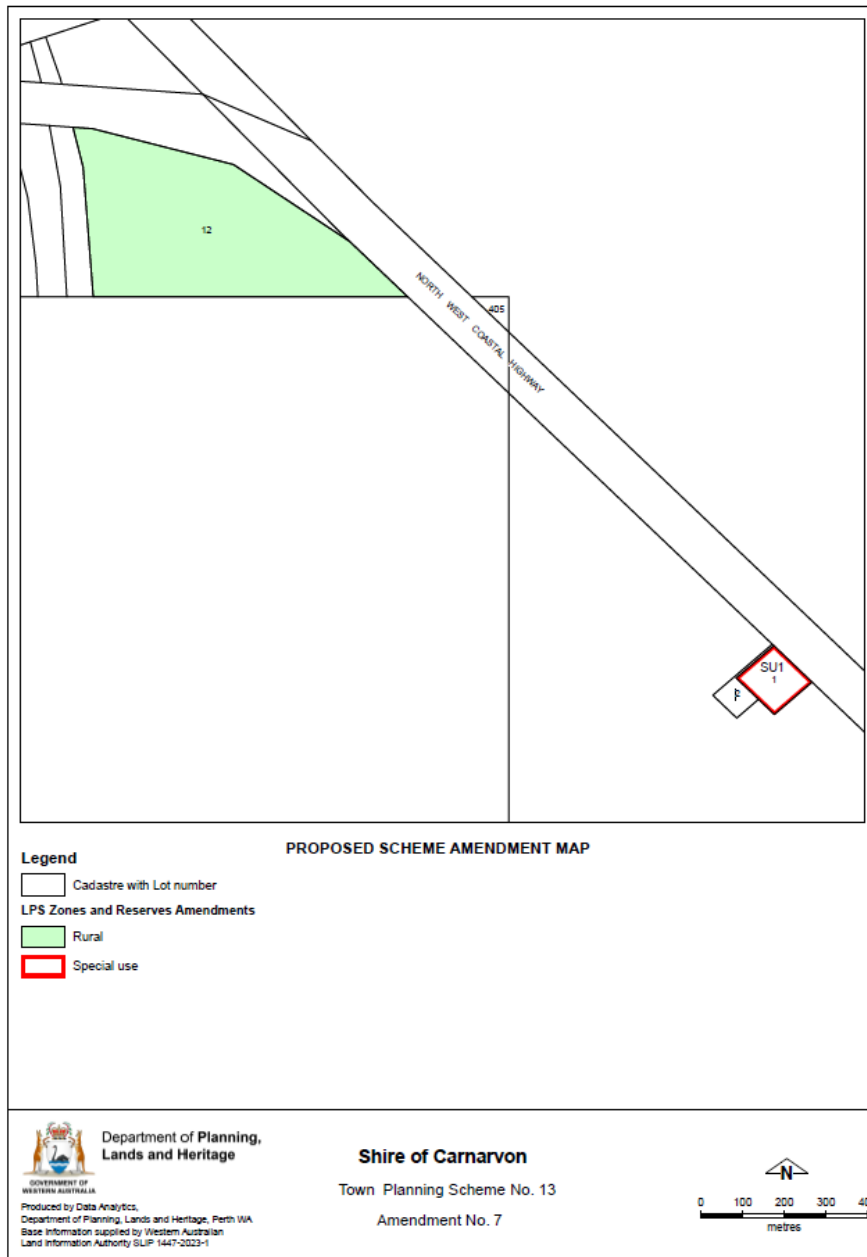 12
405
NORTH WEST COASTAL HIGHWAY
SU1
1
PROPOSED SCHEME AMENDMENT MAP
Legend
Cadastre with Lot number
LPS Zones and Reserves Amendments
Rural
Special use
Department of Planning,
Lands and Heritage
GOVERNMENT OF
WESTERN AUSTRALIA
Produced by Data Analytics,
Department of Planning, Lands and Heritage, Perth WA
Base information supplied by Western Australian
Land Information Authority SLIP 1447-2023-1
Shire of Carnarvon
Town Planning Scheme No. 13
Amendment No. 7
N
0 100 200 300
metres